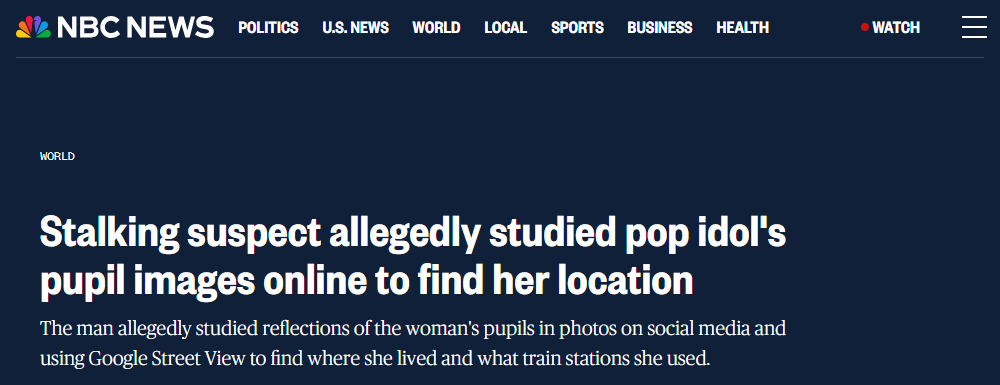 NBC NEWS POLITICS U.S. NEWS WORLD LOCAL SPORTS BUSINESS HEALTH WATCH
WORLD
Stalking suspect allegedly studied pop idol's
pupil images online to find her location
The man allegedly studied reflections of the woman's pupils in photos on social media and
using Google Street View to find where she lived and what train stations she used.